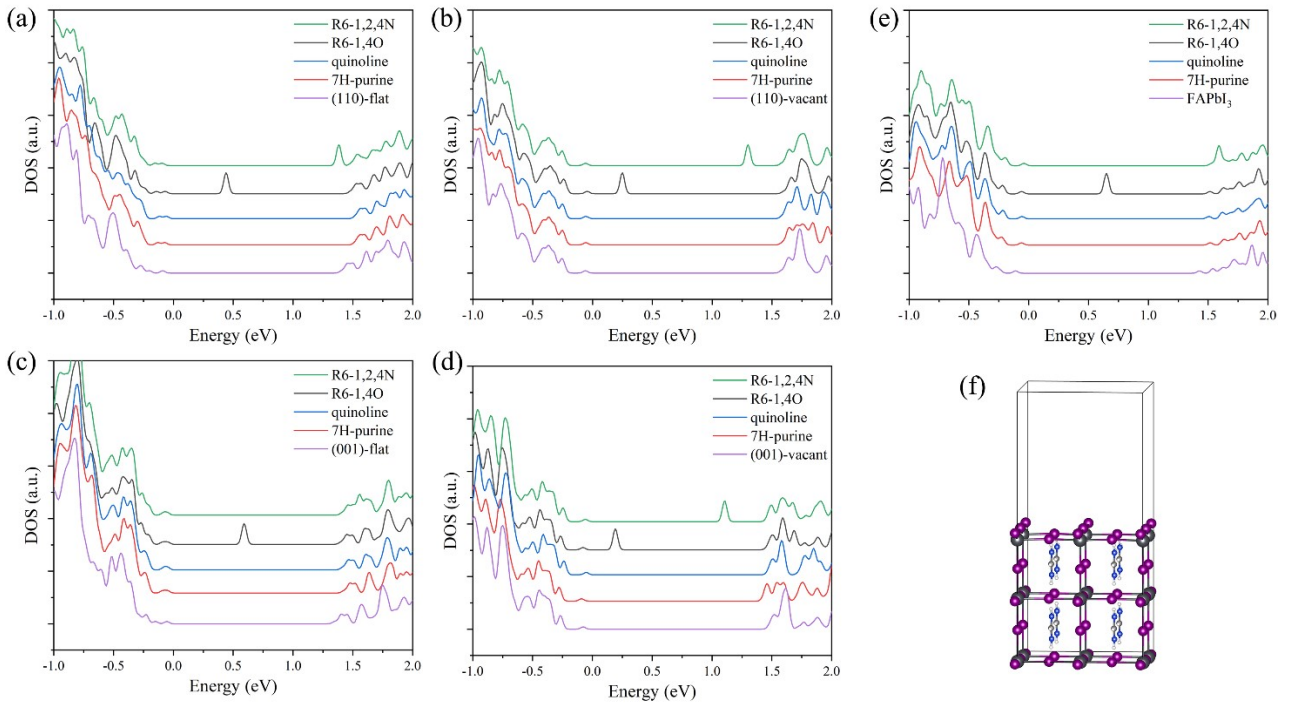 (a)
R6-1,2,4N
R6-1,4O
quinoline
7H-purine
(110)-flat
DOS (a.u.)
-1.0 -0.5 0.0 0.5 1.0 1.5 2.0
Energy (eV)
(b)
R6-1,2,4N
R6-1,4O
quinoline
7H-purine
(110)-vacant
DOS (a.u.)
-1.0 -0.5 0.0 0.5 1.0 1.5 2.0
Energy (eV)
(e)
R6-1,2,4N
R6-1,4O
quinoline
7H-purine
FAPbI3
DOS (a.u.)
-1.0 -0.5 0.0 0.5 1.0 1.5 2.0
Energy (eV)
(c)
R6-1,2,4N
R6-1,4O
quinoline
7H-purine
(001)-flat
DOS (a.u.)
-1.0 -0.5 0.0 0.5 1.0 1.5 2.0
Energy (eV)
(d)
R6-1,2,4N
R6-1,4O
quinoline
7H-purine
(001)-vacant
DOS (a.u.)
-1.0 -0.5 0.0 0.5 1.0 1.5 2.0
Energy (eV)
(f)